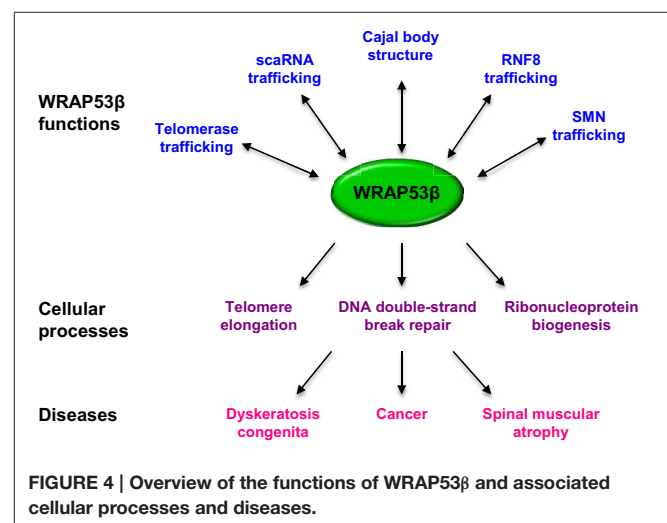 Cajal body
structure
scaRNA
trafficking
RNF8
trafficking
WRAP53β
functions
Telomerase
trafficking
SMN
trafficking
WRAP53β
Cellular
processes
Telomere
elongation
DNA double-strand
break repair
Ribonucleoprotein
biogenesis
Diseases
Dyskeratosis
congenita
Cancer
Spinal muscular
atrophy
FIGURE 4 | Overview of the functions of WRAP53β and associated
cellular processes and diseases.